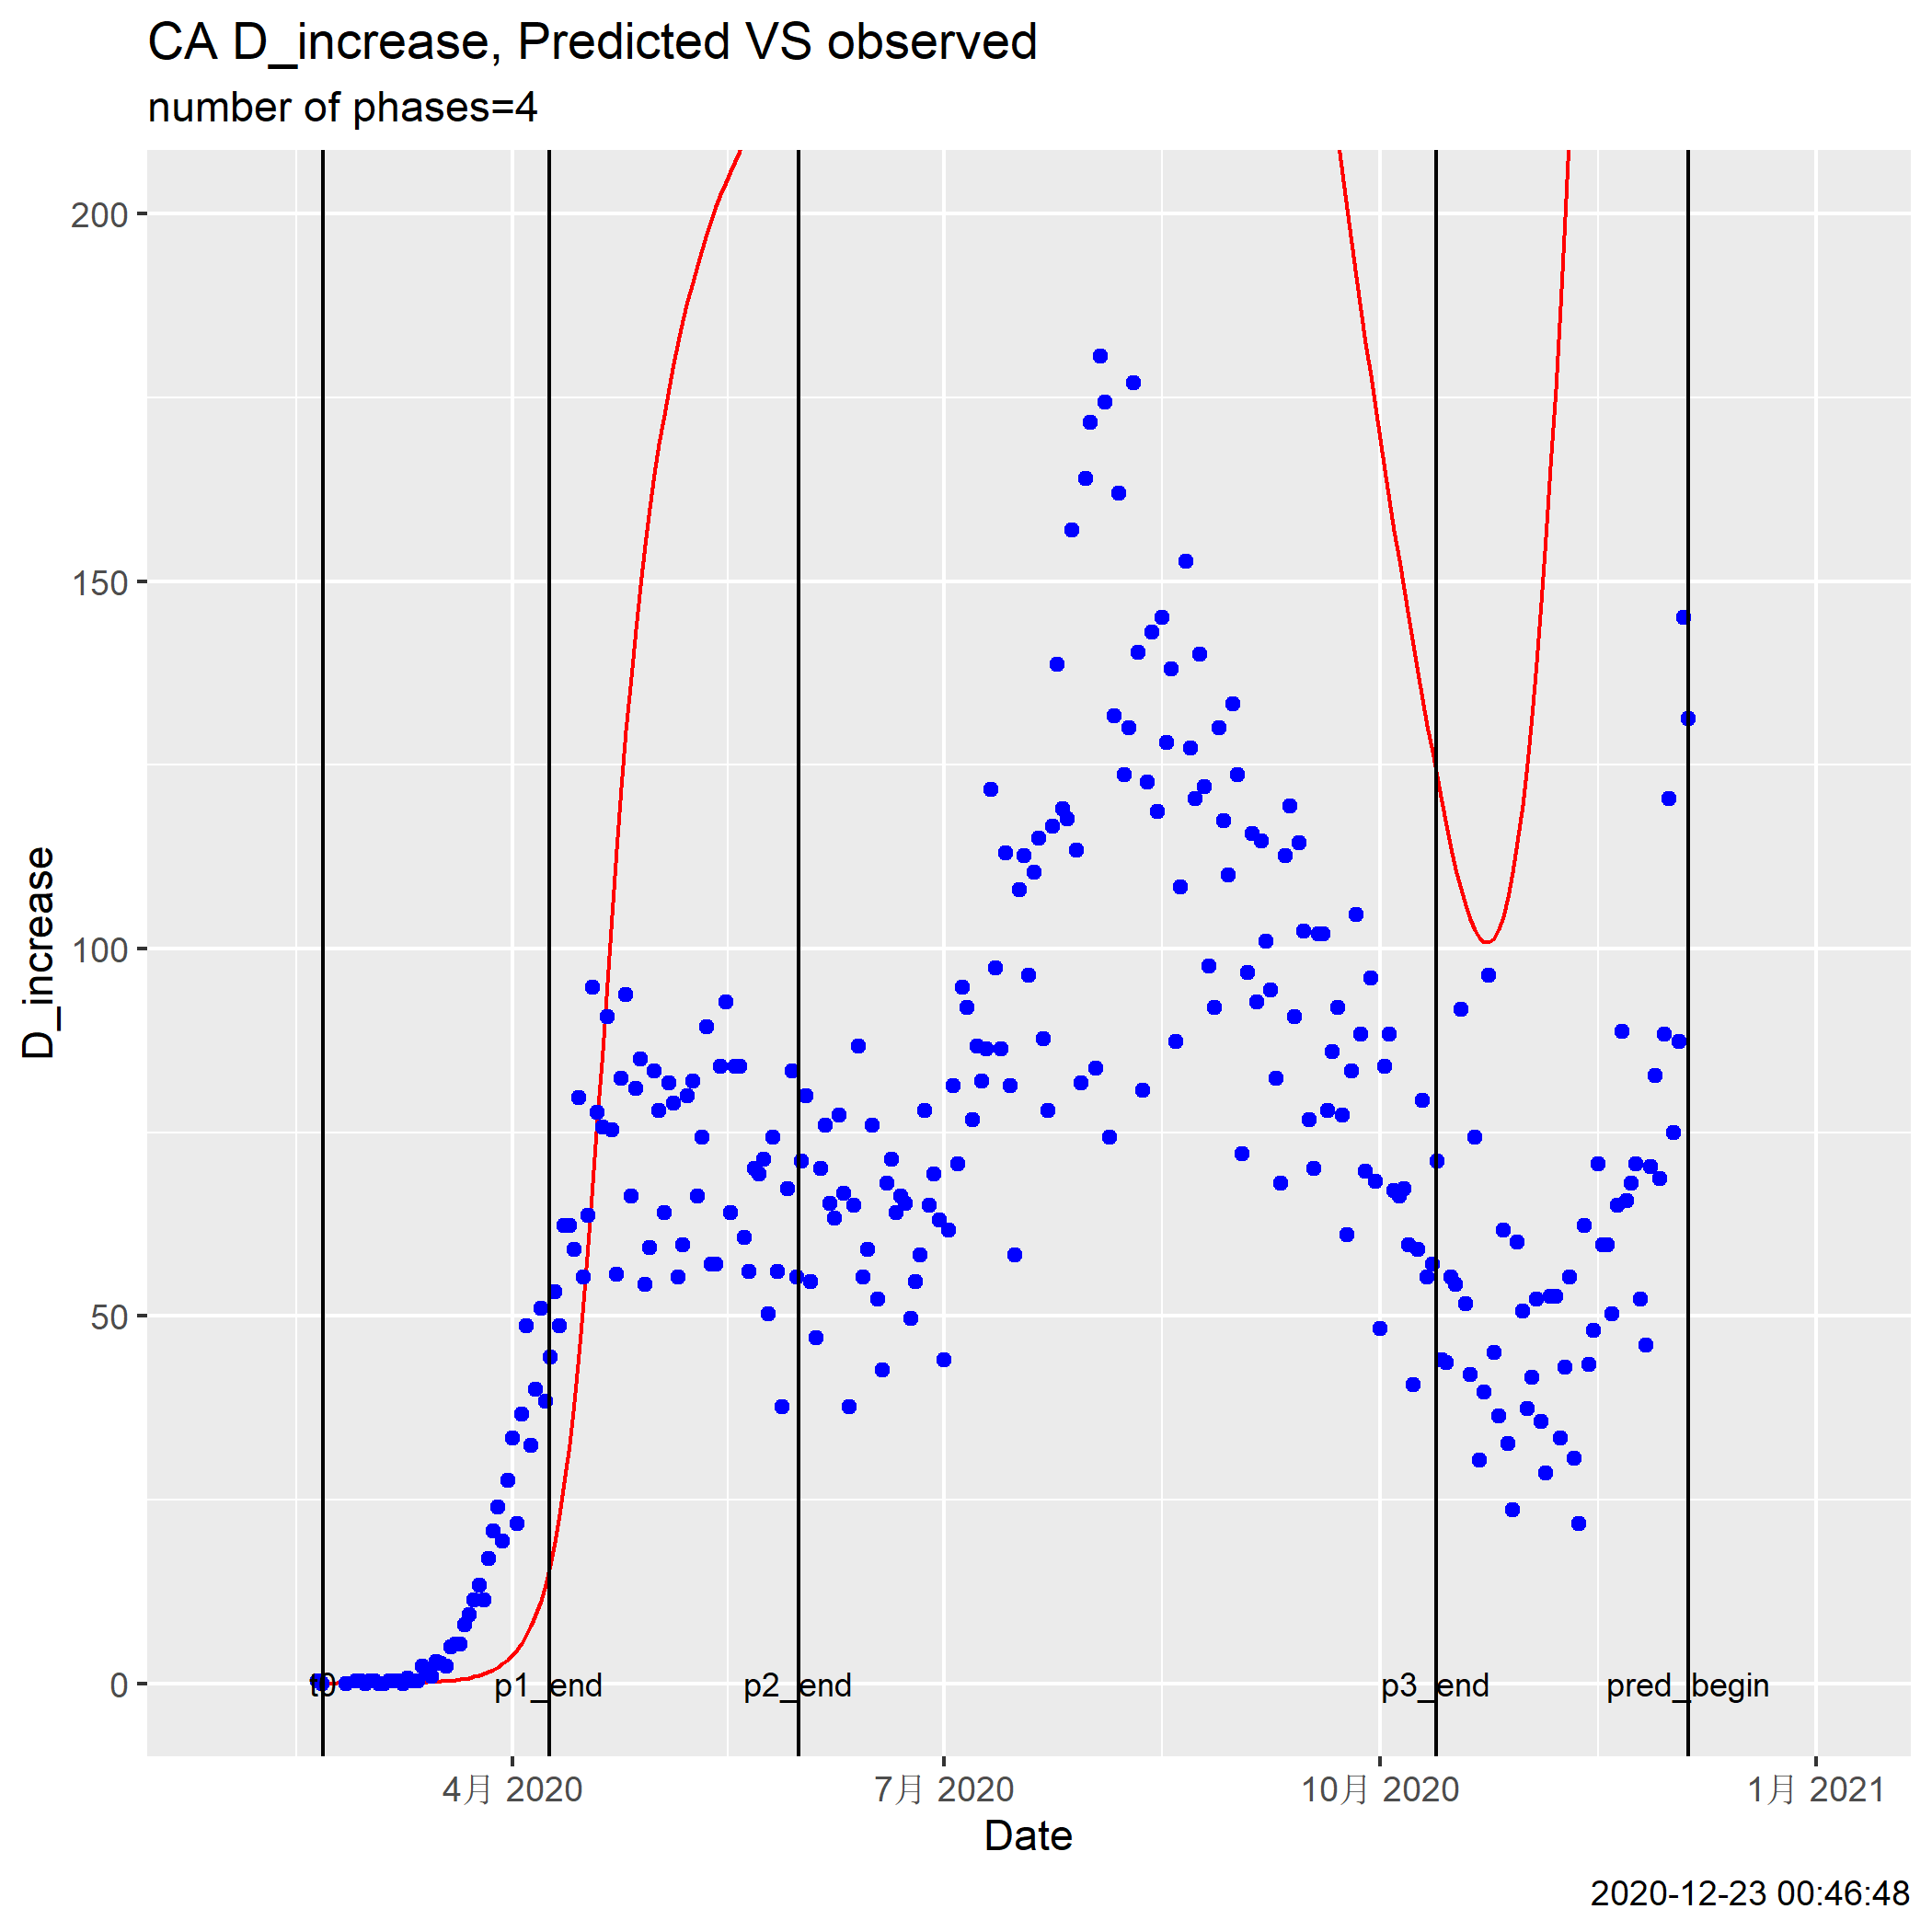 CA D_increase, Predicted VS observed
number of phases=4
D_increase
200
150
100
50
0
t0
p1_end
p2_end
p3_end
pred_begin
4月 2020
7月 2020
10月 2020
1月 2021
Date
2020-12-23 00:46:48